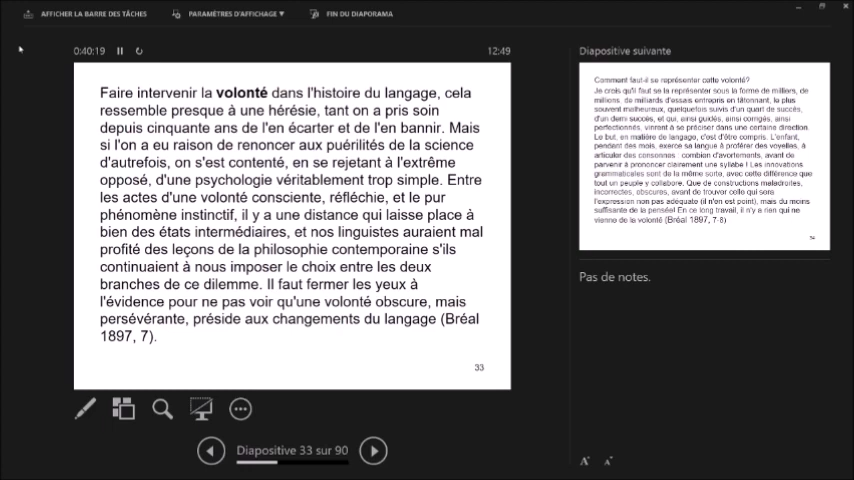 AFFICHER LA BARRE DES TÂCHES PARAMÈTRES D'AFFICHAGE ▼ FIN DU DIAPORAMA
0:40:19 12:49
Faire intervenir la volonté dans l'histoire du langage, cela
ressemble presque à une hérésie, tant on a pris soin
depuis cinquante ans de l'en écarter et de l'en bannir. Mais
si l'on a eu raison de renoncer aux puérilités de la science
d'autrefois, on s'est contenté, en se rejetant à l'extrême
opposé, d'une psychologie véritablement trop simple. Entre
les actes d'une volonté consciente, réfléchie, et le pur
phénomène instinctif, il y a une distance qui laisse place à
bien des états intermédiaires, et nos linguistes auraient mal
profité des leçons de la philosophie contemporaine s'ils
continuaient à nous imposer le choix entre les deux
branches de ce dilemme. Il faut fermer les yeux à
l'évidence pour ne pas voir qu'une volonté obscure, mais
persévérante, préside aux changements du langage (Bréal
1897, 7).
33
Diapositive 33 sur 90
Diapositive suivante
Comment faut-il se représenter cette volonté?
Je crois qu'il faut se la représenter sous la forme de milliers, de
millions, de milliards d'essais entrepris en tâtonnant, le plus
souvent malheureux, quelquefois suivis d'un quart de succès,
d'un demi succès, et qui, ainsi guidés, ainsi corrigés, ainsi
perfectionnés, vinrent à se préciser dans une certaine direction.
Le but, en matière de langage, c'est d'être compris. L'enfant,
pendant des mois, exerce sa langue à proférer des voyelles, à
articuler des consonnes : combien d'avortements, avant de
parvenir à prononcer clairement une syllabe ! Les innovations
grammaticales sont de la même sorte, avec cette différence que
tout un peuple y collabore. Que de constructions maladroites,
incorrectes, obscures, avant de trouver celle qui sera
l'expression non pas adéquate (il n'en est point), mais du moins
suffisante de la pensée! En ce long travail, il n'y a rien qui ne
vienne de la volonté (Bréal 1897, 7-8)
34
Pas de notes.
A A